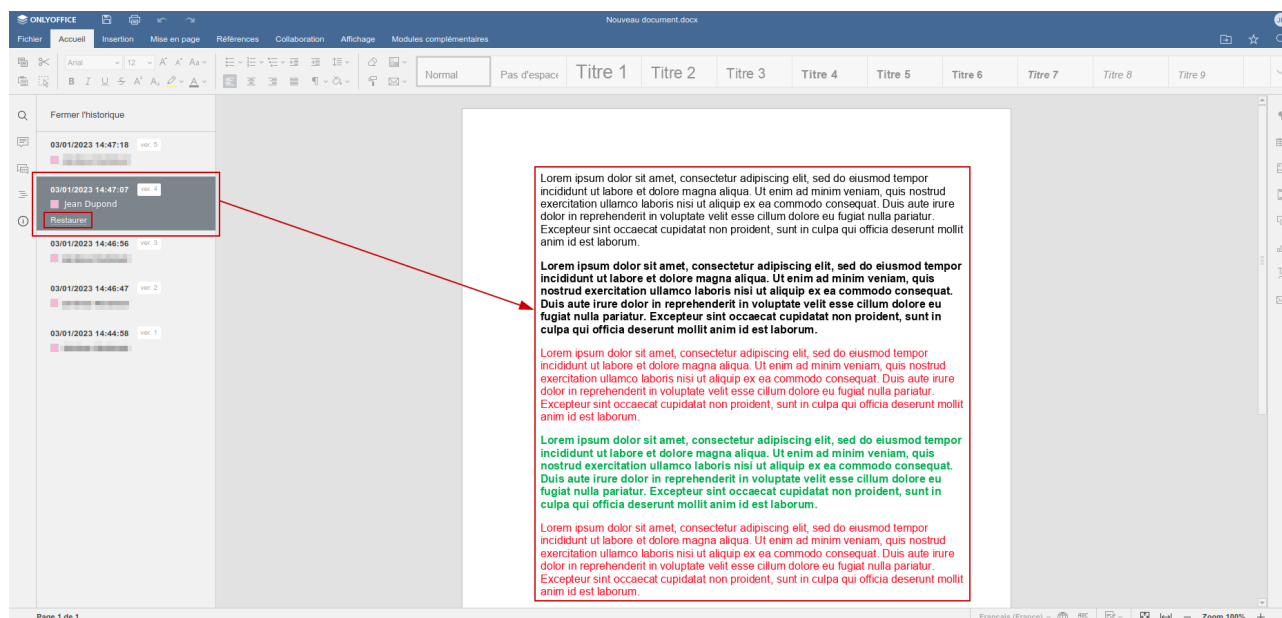 ONLYOFFICE
Nouveau document.docx
Fichier Accueil Insertion Mise en page Références Collaboration Affichage Modules complémentaires
Arial 12
Normal Pas d'espace Titre 1 Titre 2 Titre 3 Titre 4 Titre 5 Titre 6 Titre 7 Titre 8 Titre 9
Fermer l'historique
03/01/2023 14:47:18 ver. 5
03/01/2023 14:47:07 ver. 4
Jean Dupond
Restaurer
03/01/2023 14:46:56 ver. 3
03/01/2023 14:46:47 ver. 2
03/01/2023 14:44:58 ver. 1
Lorem ipsum dolor sit amet, consectetur adipiscing elit, sed do eiusmod tempor
incididunt ut labore et dolore magna aliqua. Ut enim ad minim veniam, quis nostrud
exercitation ullamco laboris nisi ut aliquip ex ea commodo consequat. Duis aute irure
dolor in reprehenderit in voluptate velit esse cillum dolore eu fugiat nulla pariatur.
Excepteur sint occaecat cupidatat non proident, sunt in culpa qui officia deserunt mollit
anim id est laborum.
Lorem ipsum dolor sit amet, consectetur adipiscing elit, sed do eiusmod tempor
incididunt ut labore et dolore magna aliqua. Ut enim ad minim veniam, quis
nostrud exercitation ullamco laboris nisi ut aliquip ex ea commodo consequat.
Duis aute irure dolor in reprehenderit in voluptate velit esse cillum dolore eu
fugiat nulla pariatur. Excepteur sint occaecat cupidatat non proident, sunt in
culpa qui officia deserunt mollit anim id est laborum.
Lorem ipsum dolor sit amet, consectetur adipiscing elit, sed do eiusmod tempor
incididunt ut labore et dolore magna aliqua. Ut enim ad minim veniam, quis nostrud
exercitation ullamco laboris nisi ut aliquip ex ea commodo consequat. Duis aute irure
dolor in reprehenderit in voluptate velit esse cillum dolore eu fugiat nulla pariatur.
Excepteur sint occaecat cupidatat non proident, sunt in culpa qui officia deserunt mollit
anim id est laborum.
Lorem ipsum dolor sit amet, consectetur adipiscing elit, sed do eiusmod tempor
incididunt ut labore et dolore magna aliqua. Ut enim ad minim veniam, quis
nostrud exercitation ullamco laboris nisi ut aliquip ex ea commodo consequat.
Duis aute irure dolor in reprehenderit in voluptate velit esse cillum dolore eu
fugiat nulla pariatur. Excepteur sint occaecat cupidatat non proident, sunt in
culpa qui officia deserunt mollit anim id est laborum.
Lorem ipsum dolor sit amet, consectetur adipiscing elit, sed do eiusmod tempor
incididunt ut labore et dolore magna aliqua. Ut enim ad minim veniam, quis nostrud
exercitation ullamco laboris nisi ut aliquip ex ea commodo consequat. Duis aute irure
dolor in reprehenderit in voluptate velit esse cillum dolore eu fugiat nulla pariatur.
Excepteur sint occaecat cupidatat non proident, sunt in culpa qui officia deserunt mollit
anim id est laborum.
Page 1 de 1 Français (France) Zoom 100%